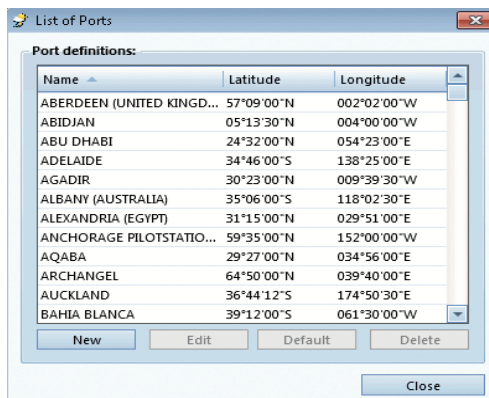 List of Ports
Port definitions:
Name Latitude Longitude
ABERDEEN (UNITED KINGD... 57°09'00"N 002°02'00"W
ABIDJAN 05°13'30"N 004°00'00"W
ABU DHABI 24°32'00"N 054°23'00"E
ADELAIDE 34°46'00"S 138°25'00"E
AGADIR 30°23'00"N 009°39'30"W
ALBANY (AUSTRALIA) 35°06'00"S 118°02'30"E
ALEXANDRIA (EGYPT) 31°15'00"N 029°51'00"E
ANCHORAGE PILOTSTATIO... 59°35'00"N 152°00'00"W
AQABA 29°27'00"N 034°56'00"E
ARCHANGEL 64°50'00"N 039°40'00"E
AUCKLAND 36°44'12"S 174°50'30"E
BAHIA BLANCA 39°12'00"S 061°30'00"W
New Edit Default Delete
Close